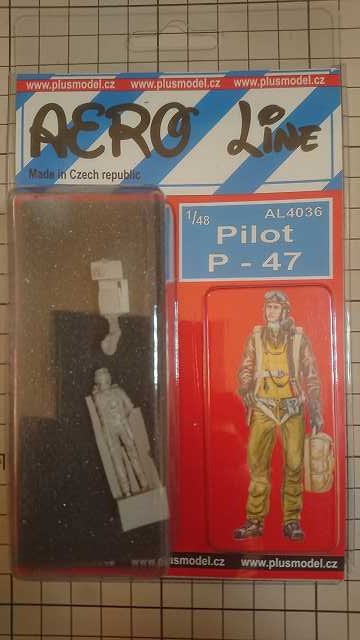 www.plusmodel.cz www.plusmodel.cz www.plusmodel.cz
AERO LINE
Made in Czech republic
1/48 AL4036
Pilot
P - 47
www.plusmodel.cz www.plusmodel.cz